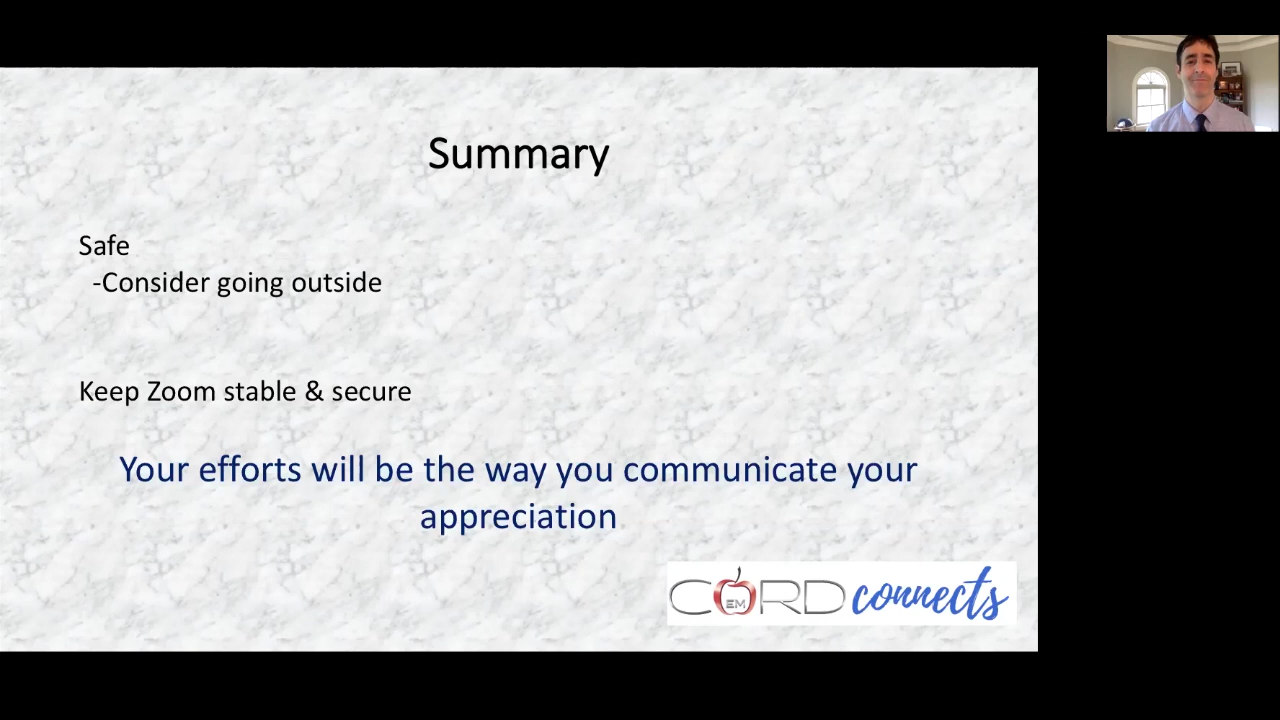 Summary
Safe
-Consider going outside
Keep Zoom stable & secure
Your efforts will be the way you communicate your
appreciation
CORD connects
EM